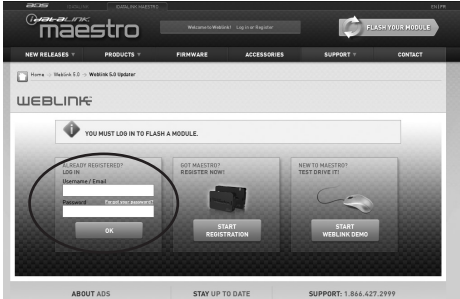 ADS DATALINK IDATALINK MAESTRO EN | FR
iDataLink
maestro
Welcome to Weblink! Log in or Register
FLASH YOUR MODULE
NEW RELEASES PRODUCTS FIRMWARE ACCESSORIES SUPPORT CONTACT
Home Weblink 5.0 Weblink 5.0 Updater
WEBLINK
YOU MUST LOG IN TO FLASH A MODULE.
ALREADY REGISTERED?
LOG IN
Username / Email
Password Forgot your password?
OK
GOT MAESTRO?
REGISTER NOW!
START
REGISTRATION
NEW TO MAESTRO?
TEST DRIVE IT!
START
WEBLINK DEMO
ABOUT ADS STAY UP TO DATE SUPPORT: 1.866.427.2999